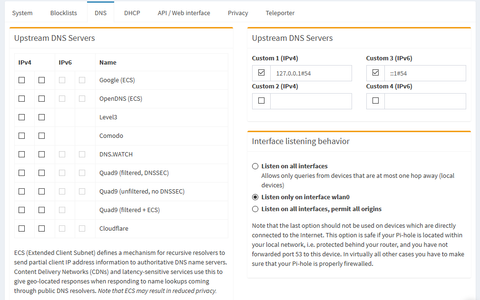 System Blocklists DNS DHCP API / Web interface Privacy Teleporter
Upstream DNS Servers
IPv4 IPv6 Name
Google (ECS)
OpenDNS (ECS)
Level3
Comodo
DNS.WATCH
Quad9 (filtered, DNSSEC)
Quad9 (unfiltered, no DNSSEC)
Quad9 (filtered + ECS)
Cloudflare
ECS (Extended Client Subnet) defines a mechanism for recursive resolvers to
send partial client IP address information to authoritative DNS name servers.
Content Delivery Networks (CDNs) and latency-sensitive services use this to
give geo-located responses when responding to name lookups coming
through public DNS resolvers. Note that ECS may result in reduced privacy.
Upstream DNS Servers
Custom 1 (IPv4) Custom 3 (IPv6)
127.0.0.1#54 ::1#54
Custom 2 (IPv4) Custom 4 (IPv6)
Interface listening behavior
Listen on all interfaces
Allows only queries from devices that are at most one hop away (local
devices)
Listen only on interface wlan0
Listen on all interfaces, permit all origins
Note that the last option should not be used on devices which are directly
connected to the Internet. This option is safe if your Pi-hole is located within
your local network, i.e. protected behind your router, and you have not
forwarded port 53 to this device. In virtually all other cases you have to make
sure that your Pi-hole is properly firewalled.